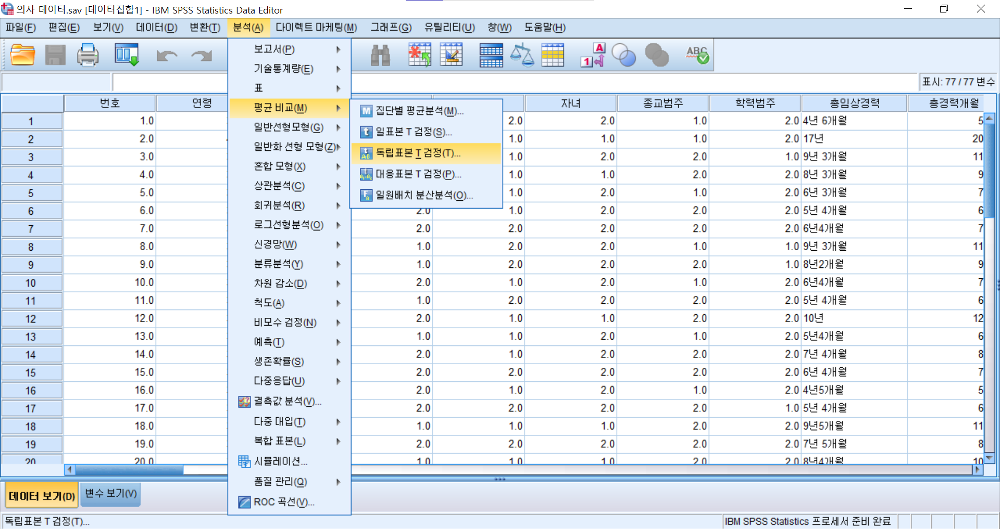 의사 데이터.sav [데이터집합1] - IBM SPSS Statistics Data Editor
파일(F) 편집(E) 보기(V) 데이터(D) 변환(T) 분석(A) 다이렉트 마케팅(M) 그래프(G) 유틸리티(U) 창(W) 도움말(H)
A
1
ABC
표시: 77 / 77 변수
번호 연령 자녀 종교범주 학력범주 총임상경력 총경력개월
1 1.0 2.0 2.0 1.0 2.0 4년 6개월 5
2 2.0 1.0 1.0 1.0 2.0 17년 20
3 3.0 1.0 2.0 2.0 1.0 9년 3개월 11
4 4.0 1.0 1.0 2.0 2.0 8년 3개월 9
5 5.0 1.0 2.0 1.0 2.0 6년 3개월 7
6 6.0 2.0 1.0 2.0 2.0 2.0 5년 4개월 6
7 7.0 2.0 2.0 2.0 2.0 2.0 6년4개월 7
8 8.0 1.0 2.0 2.0 1.0 1.0 9년 3개월 11
9 9.0 1.0 2.0 2.0 2.0 1.0 8년2개월 9
10 10.0 2.0 1.0 2.0 1.0 2.0 6년4개월 7
11 11.0 1.0 2.0 2.0 2.0 2.0 5년 4개월 6
12 12.0 2.0 1.0 1.0 2.0 2.0 10년 12
13 13.0 1.0 1.0 2.0 1.0 2.0 5년4개월 6
14 14.0 2.0 1.0 2.0 2.0 2.0 7년 4개월 8
15 15.0 2.0 2.0 2.0 2.0 2.0 6년 4개월 7
16 16.0 2.0 1.0 2.0 1.0 2.0 4년5개월 5
17 17.0 2.0 2.0 2.0 2.0 1.0 5년 4개월 6
18 18.0 1.0 1.0 1.0 2.0 2.0 9년5개월 11
19 19.0 2.0 2.0 2.0 2.0 2.0 7년 5개월 8
20 20.0 1.0 1.0 1.0 2.0 2.0 8년4개월 10
보고서(P)
기술통계량(E)
표
평균 비교(M)
일반선형모형(G)
일반화 선형 모형(Z)
혼합 모형(X)
상관분석(C)
회귀분석(R)
로그선형분석(O)
신경망(W)
분류분석(Y)
차원 감소(D)
척도(A)
비모수 검정(N)
예측(T)
생존확률(S)
다중응답(U)
결측값 분석(V)...
다중 대입(T)
복합 표본(L)
시뮬레이션...
품질 관리(Q)
ROC 곡선(V)...
집단별 평균분석(M)...
일표본 T 검정(S)...
독립표본 T 검정(T)...
대응표본 T 검정(P)...
일원배치 분산분석(O)...
데이터 보기(D) 변수 보기(V)
독립표본 T 검정(T)...
IBM SPSS Statistics 프로세서 준비 완료